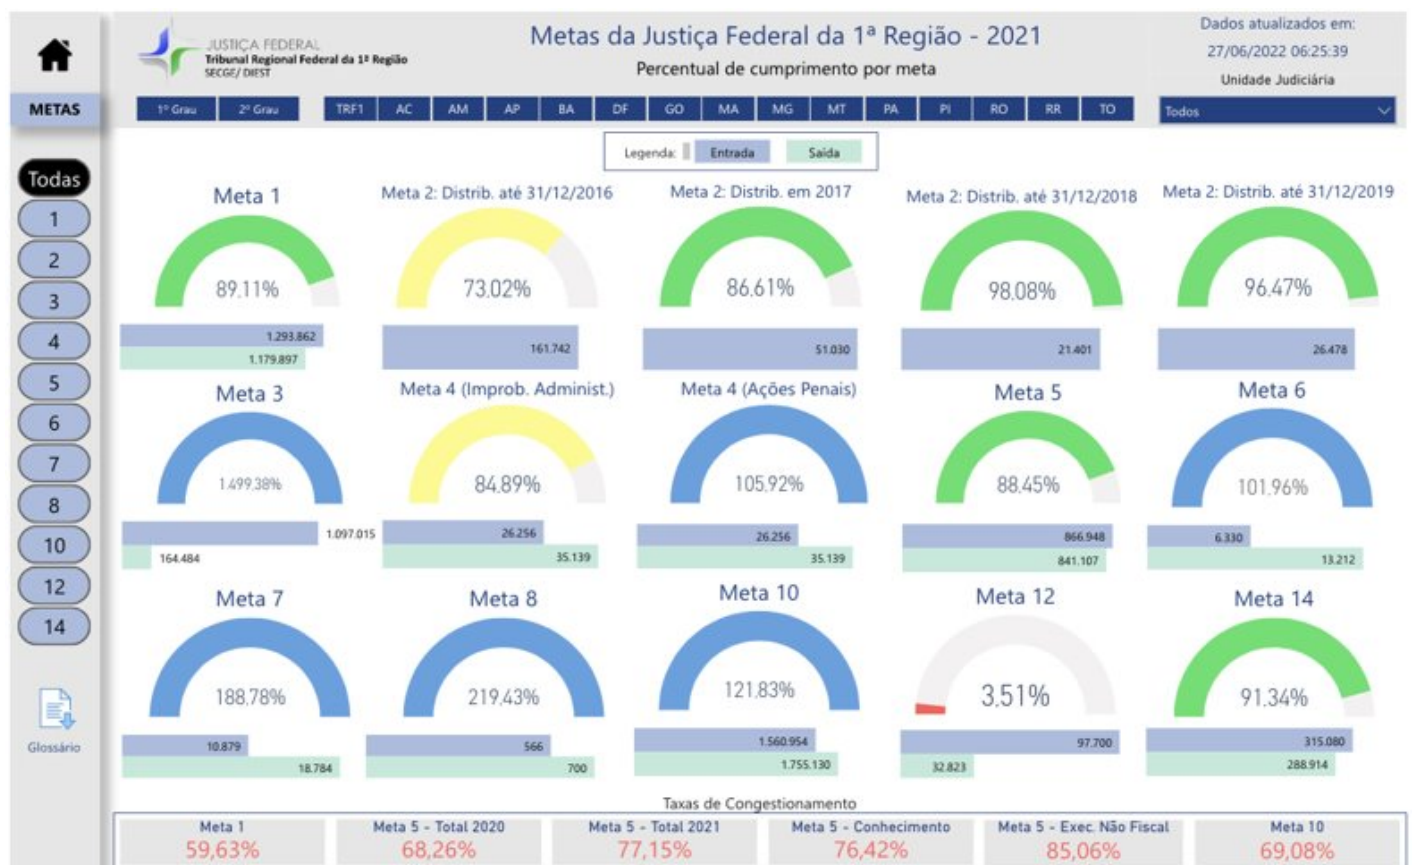 JUSTIÇA FEDERAL
Tribunal Regional Federal da 1ª Região
SECGE/ DIEST
Metas da Justiça Federal da 1ª Região - 2021
Percentual de cumprimento por meta
Dados atualizados em:
27/06/2022 06:25:39
Unidade Judiciária
METAS
1º Grau 2º Grau TRF1 AC AM AP BA DF GO MA MG MT PA PI RO RR TO
Todos
Legenda: Entrada Saída
Todas
1
2
3
4
5
6
7
8
10
12
14
Glossário
Meta 1
89,11%
1.293.862
1.179.897
Meta 2: Distrib. até 31/12/2016
73,02%
161.742
Meta 2: Distrib. em 2017
86,61%
51.030
Meta 2: Distrib. até 31/12/2018
98,08%
21.401
Meta 2: Distrib. até 31/12/2019
96,47%
26.478
Meta 3
1.499,38%
1.097.015
164.484
Meta 4 (Improb. Administ.)
84,89%
26.256
35.139
Meta 4 (Ações Penais)
105,92%
26.256
35.139
Meta 5
88,45%
866.948
841.107
Meta 6
101,96%
6.330
13.212
Meta 7
188,78%
10.879
18.784
Meta 8
219,43%
566
700
Meta 10
121,83%
1.560.954
1.755.130
Meta 12
3,51%
97.700
32.823
Meta 14
91,34%
315.080
288.914
Taxas de Congestionamento
Meta 1
59,63%
Meta 5 - Total 2020
68,26%
Meta 5 - Total 2021
77,15%
Meta 5 - Conhecimento
76,42%
Meta 5 - Exec. Não Fiscal
85,06%
Meta 10
69,08%